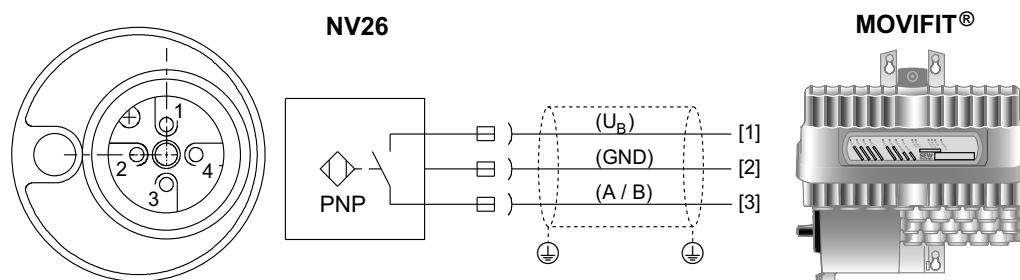 NV26
MOVIFIT®
1
2
4
3
PNP
(U_B)
[1]
(GND)
[2]
(A / B)
[3]